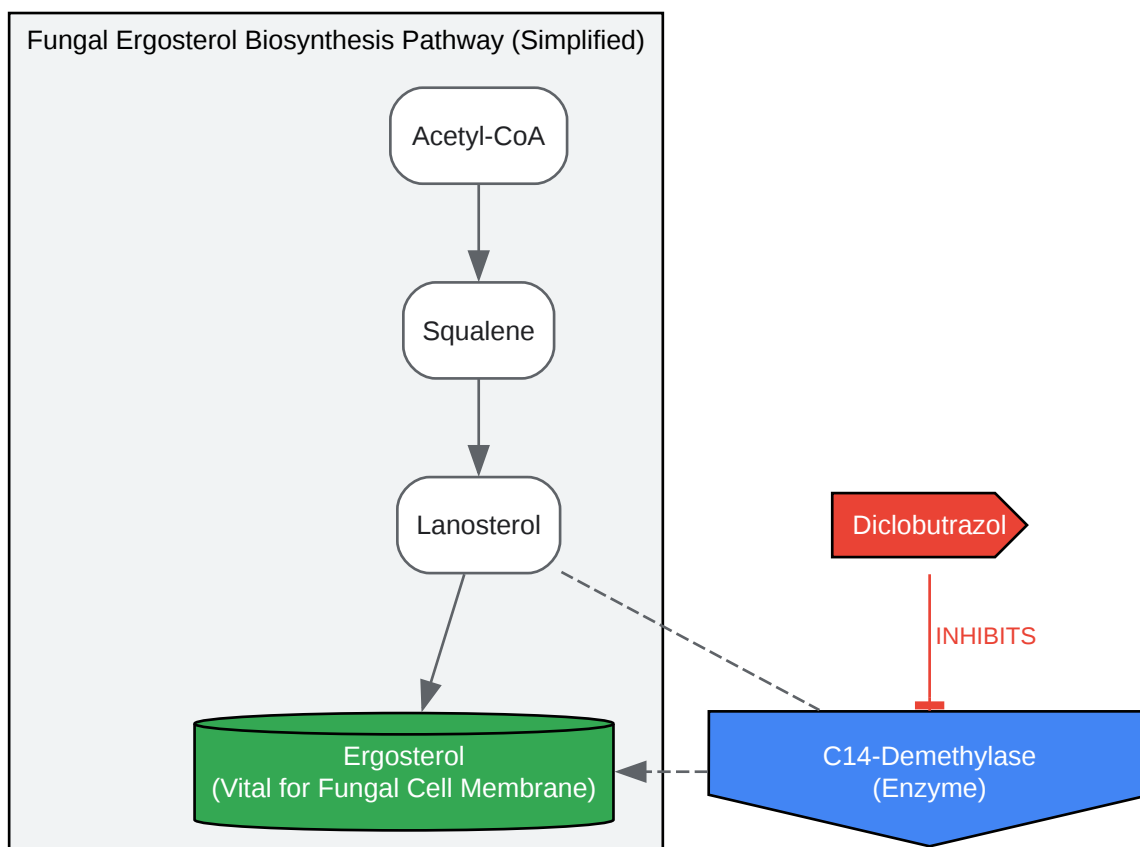 Fungal Ergosterol Biosynthesis Pathway (Simplified)
Acetyl-CoA
Squalene
Lanosterol
Diclobutrazol
INHIBITS
Ergosterol
(Vital for Fungal Cell Membrane)
C14-Demethylase
(Enzyme)